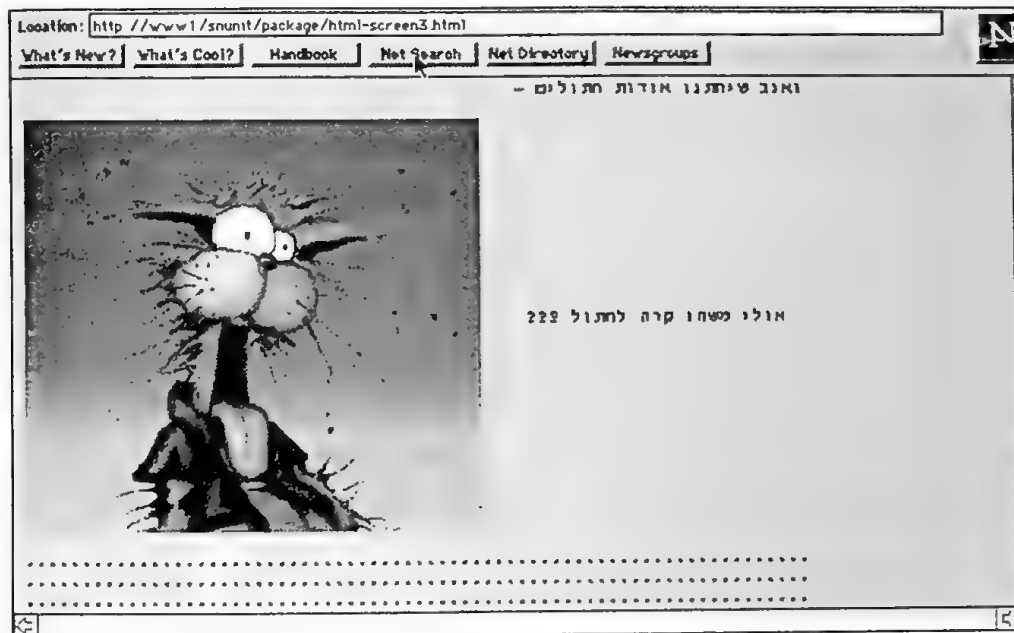 Location: http://www1/snunit/package/html-screen3.html
What's New? What's Cool? Handbook Net Search Net Directory Newsgroups
N
ואגב שיחתנו אודות חתולים -
אולי משהו קרה לחתול ???